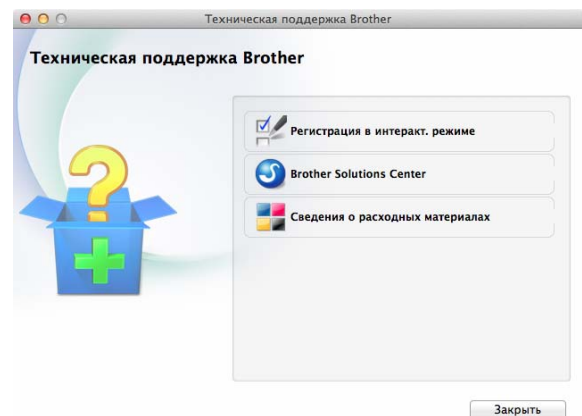 Техническая поддержка Brother
Техническая поддержка Brother
Регистрация в интеракт. режиме
Brother Solutions Center
Сведения о расходных материалах
Закрыть